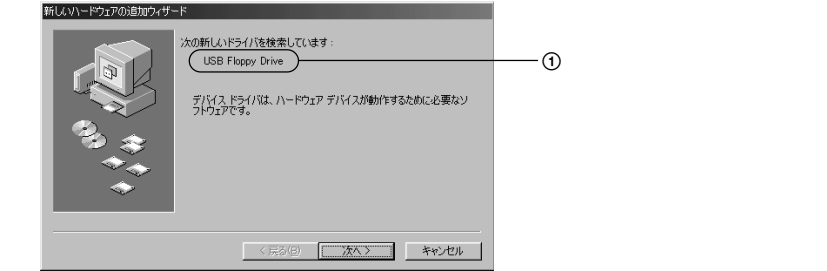 新しいハードウェアの追加ウィザード
次の新しいドライバを検索しています:
USB Floppy Drive
①
デバイス ドライバは、ハードウェア デバイスが動作するために必要なソ
フトウェアです。
< 戻る(B) 次へ > キャンセル